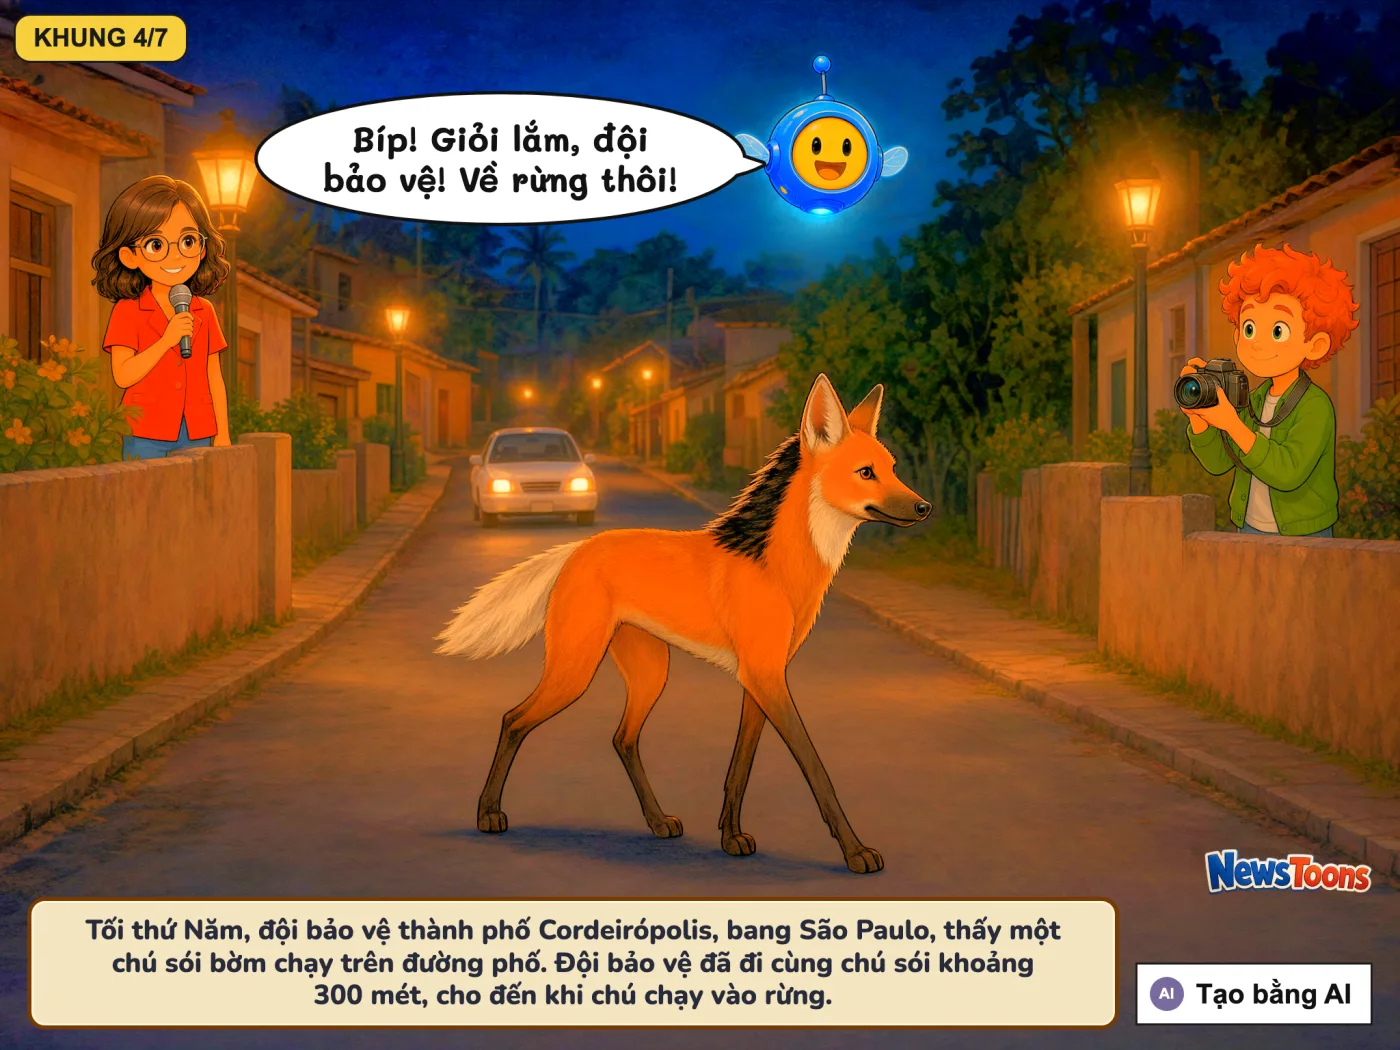 KHUNG 4/7
Bíp! Giỏi lắm, đội
bảo vệ! Về rừng thôi!
NewsToons
Tối thứ Năm, đội bảo vệ thành phố Cordeirópolis, bang São Paulo, thấy một
chú sói bờm chạy trên đường phố. Đội bảo vệ đã đi cùng chú sói khoảng
300 mét, cho đến khi chú chạy vào rừng.
AI Tạo bằng AI